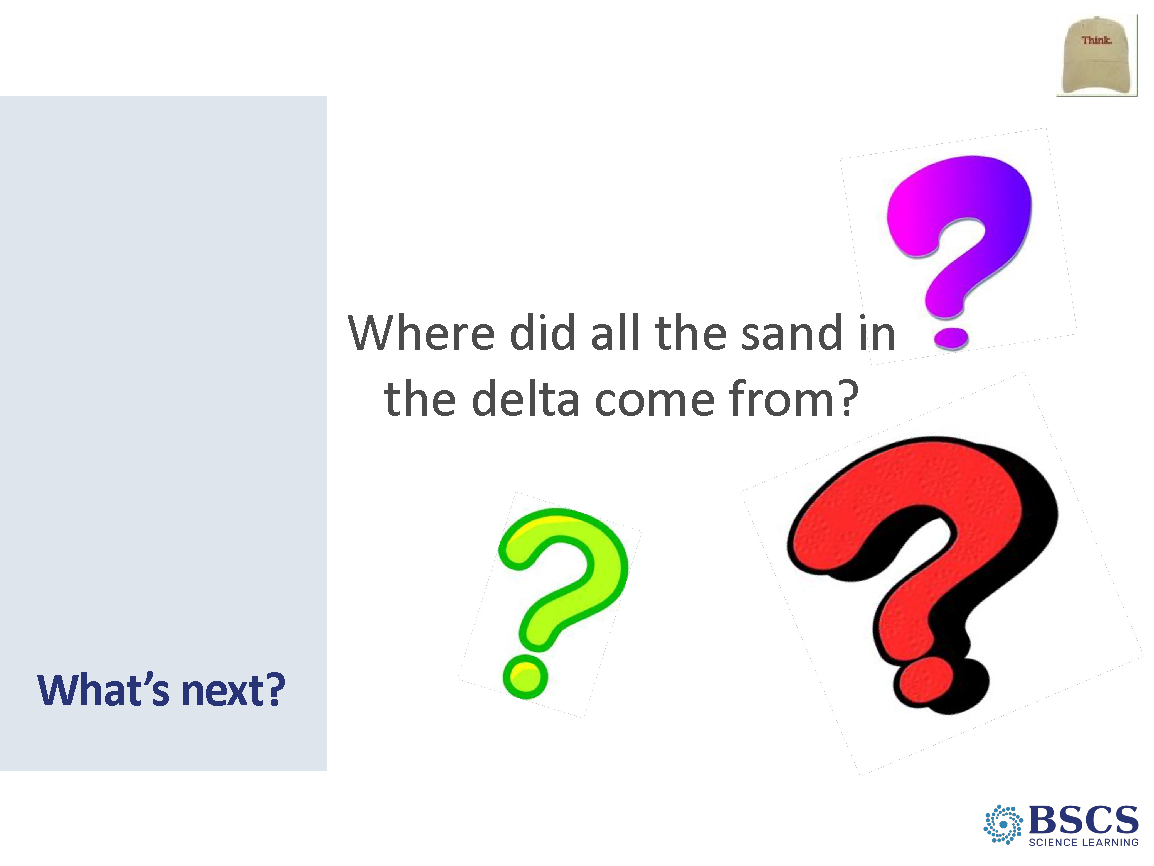 Think.
Where did all the sand in
the delta come from?
What's next?
BSCS
SCIENCE LEARNING